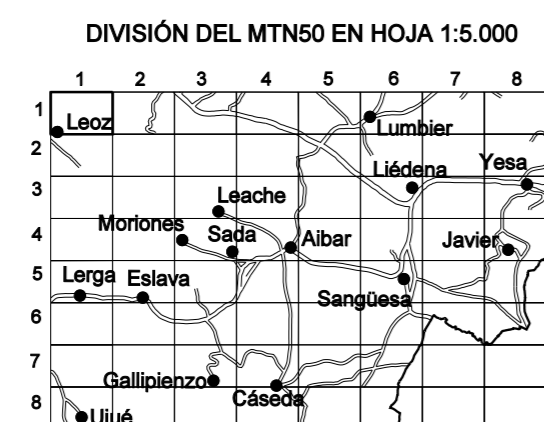 DIVISIÓN DEL MTN50 EN HOJA 1:5.000
1 2 3 4 5 6 7 8
1
Leoz
Lumbier
2
Liédena
Yesa
3
Leache
Moriones
4
Sada
Aibar
Javier
5
Lerga
Eslava
Sangüesa
6
7
Gallipienzo
Cáseda
8
Ujué